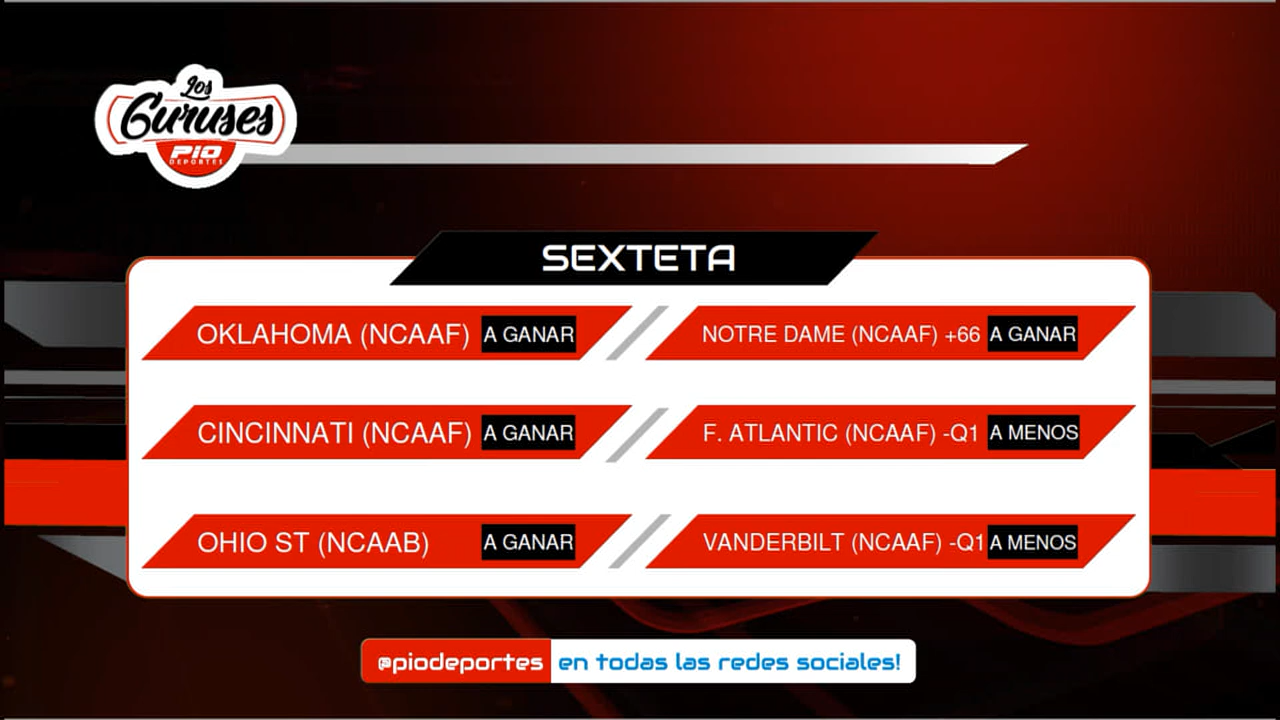 Los
Guruses
PIO
DEPORTES
SEXTETA
OKLAHOMA (NCAAF) A GANAR
NOTRE DAME (NCAAF) +66 A GANAR
CINCINNATI (NCAAF) A GANAR
F. ATLANTIC (NCAAF) -Q1 A MENOS
OHIO ST (NCAAB) A GANAR
VANDERBILT (NCAAF) -Q1 A MENOS
@piodeportes en todas las redes sociales!